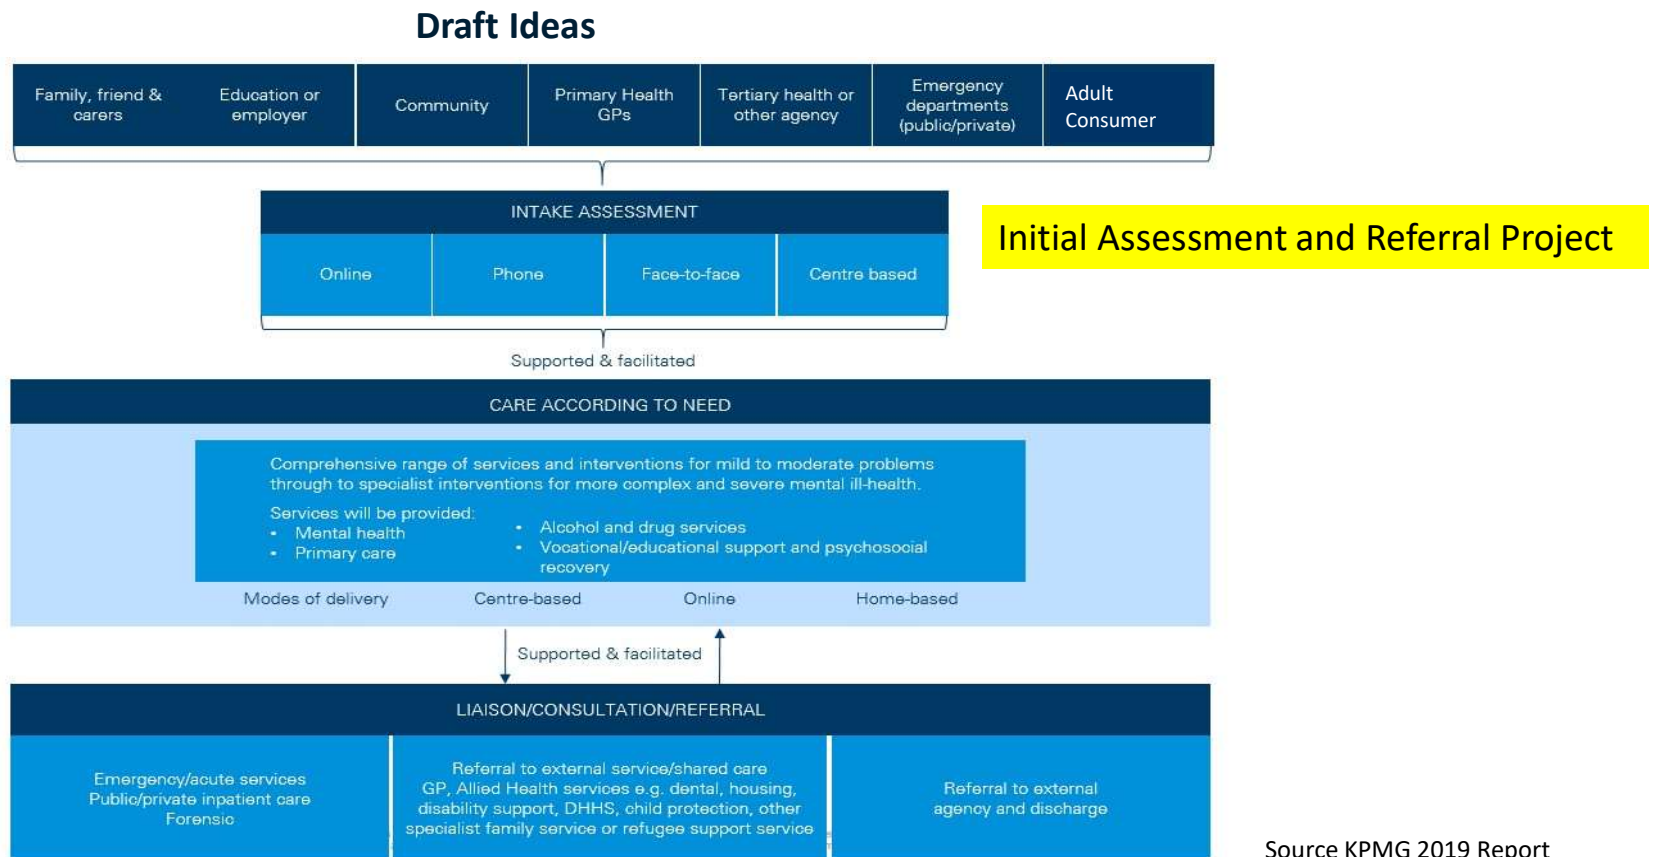 Draft Ideas
Family, friend &
carers
Education or
employer
Community
Primary Health
GPs
Tertiary health or
other agency
Emergency
departments
(public/private)
Adult
Consumer
INTAKE ASSESSMENT
Online
Phone
Face-to-face
Centre based
Initial Assessment and Referral Project
Supported & facilitated
CARE ACCORDING TO NEED
Comprehensive range of services and interventions for mild to moderate problems
through to specialist interventions for more complex and severe mental ill-health.
Services will be provided:
• Mental health
• Primary care
• Alcohol and drug services
• Vocational/educational support and psychosocial
recovery
Modes of delivery
Centre-based
Online
Home-based
Supported & facilitated
LIAISON/CONSULTATION/REFERRAL
Emergency/acute services
Public/private inpatient care
Forensic
Referral to external service/shared care
GP, Allied Health services e.g. dental, housing,
disability support, DHHS, child protection, other
specialist family service or refugee support service
Referral to external
agency and discharge
Source KPMG 2019 Report